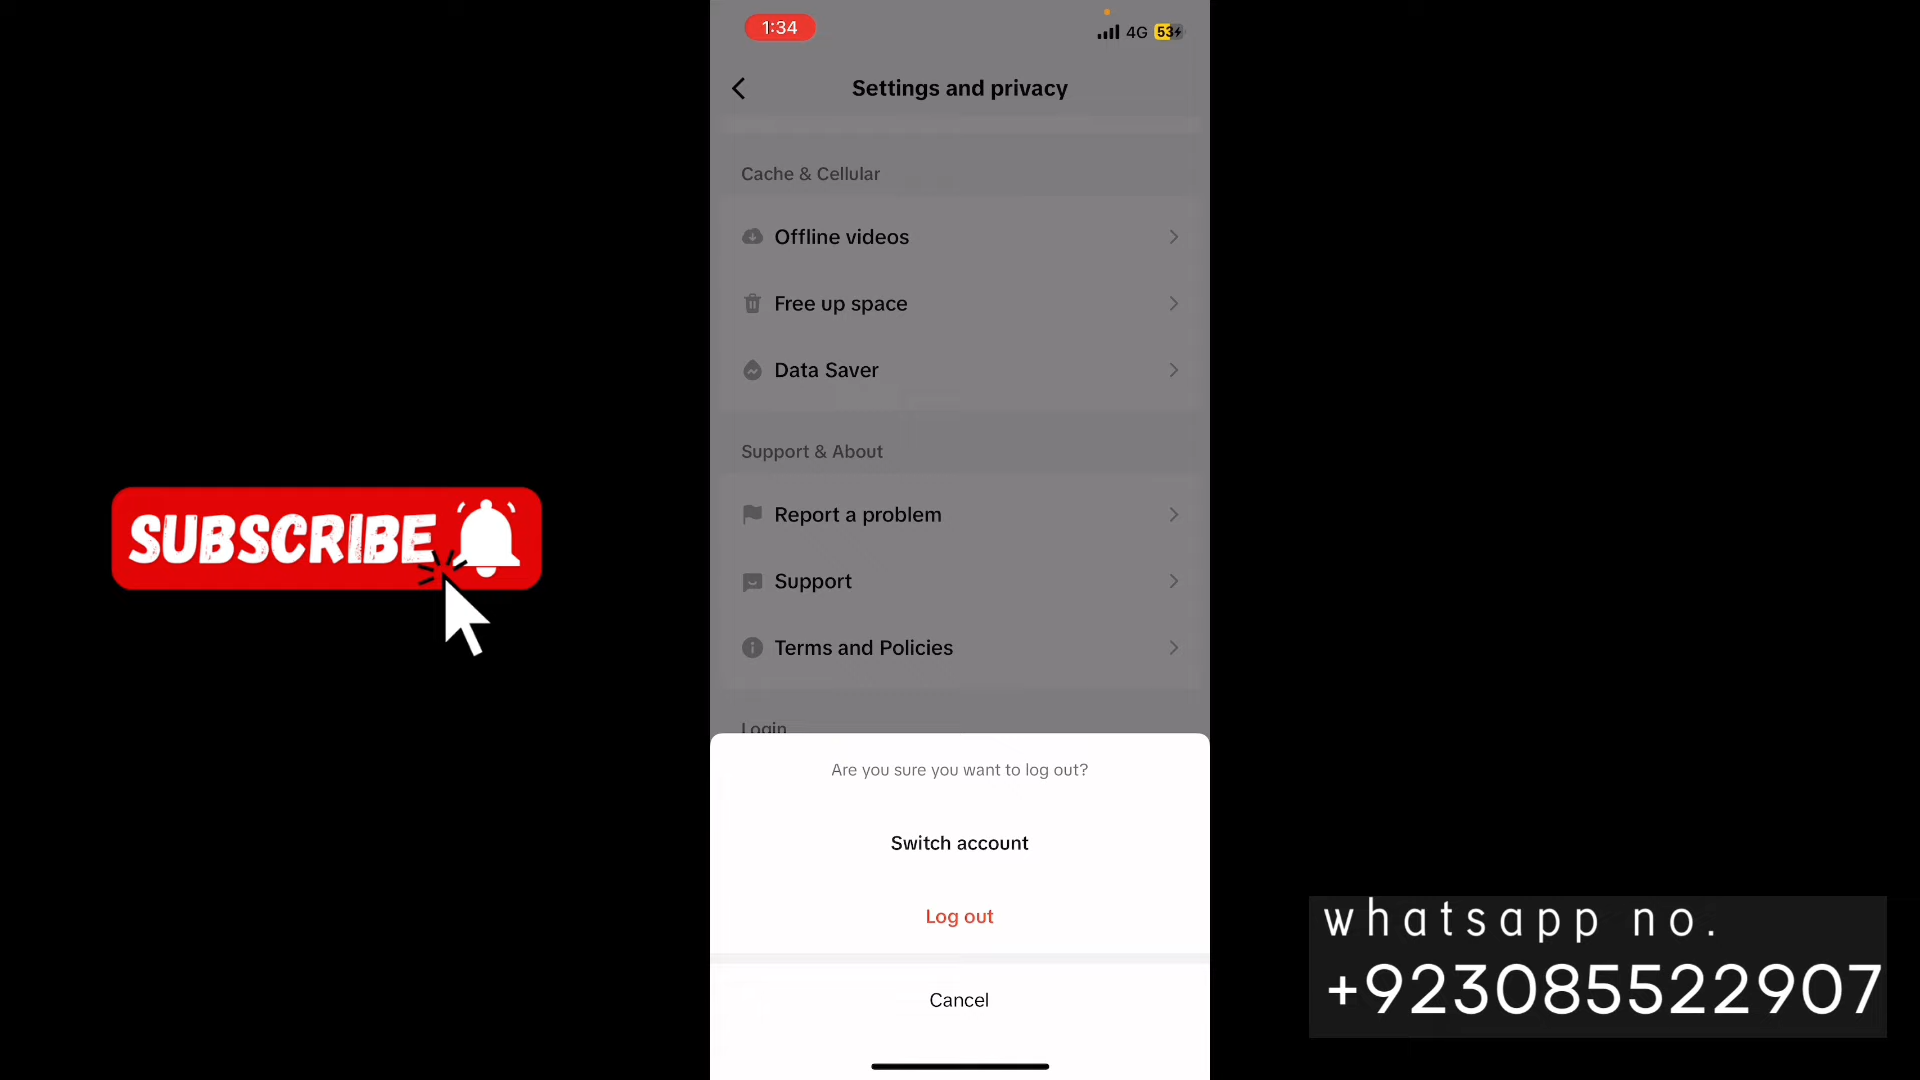 1:34
4G 53
Settings and privacy
Cache & Cellular
Offline videos
Free up space
Data Saver
Support & About
Report a problem
Support
Terms and Policies
Login
Are you sure you want to log out?
Switch account
Log out
Cancel
SUBSCRIBE
whatsapp no.
+923085522907